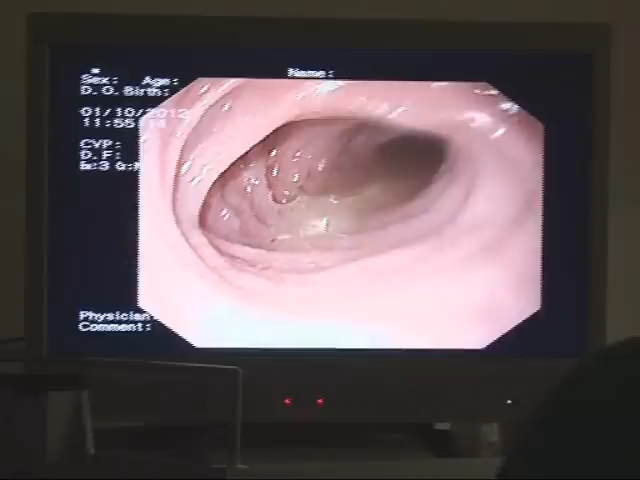 Name:
Sex: Age:
D.O.Birth:
01/10/2012
11:55
CVP:
D.F:
Physician
Comment: